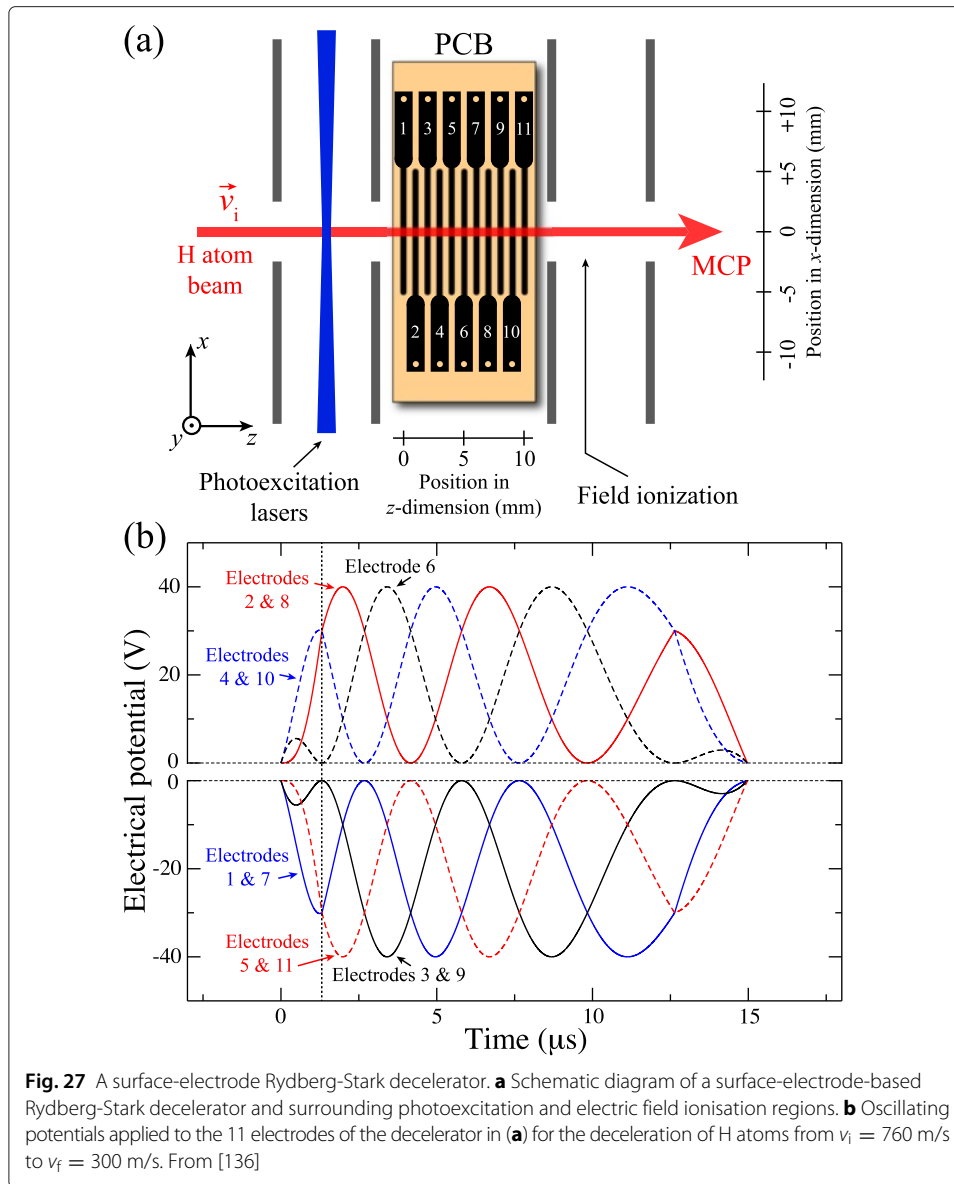 (a)
PCB
1 3 5 7 9 11
2 4 6 8 10
v⃗i
H atom
beam
MCP
+10
+5
0
-5
-10
Position in x-dimension (mm)
x
y
z
0 5 10
Position in
z-dimension (mm)
Photoexcitation
lasers
Field ionization
(b)
Electrodes
2 & 8
Electrode 6
Electrodes
4 & 10
Electrodes
1 & 7
Electrodes
5 & 11
Electrodes 3 & 9
40
20
0
0
-20
-40
Electrical potential (V)
0 5 10 15
Time (µs)
Fig. 27 A surface-electrode Rydberg-Stark decelerator. a Schematic diagram of a surface-electrode-based
Rydberg-Stark decelerator and surrounding photoexcitation and electric field ionisation regions. b Oscillating
potentials applied to the 11 electrodes of the decelerator in (a) for the deceleration of H atoms from vi = 760 m/s
to vf = 300 m/s. From [136]